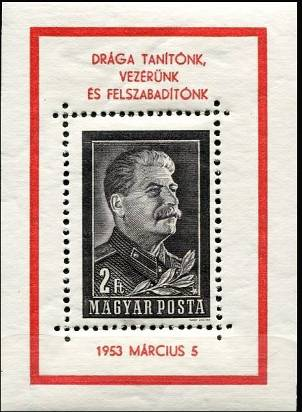 DRÁGA TANÍTÓNK,
VEZÉRÜNK
ÉS FELSZABADÍTÓNK
2 Ft
MAGYAR POSTA
1953 MÁRCIUS 5